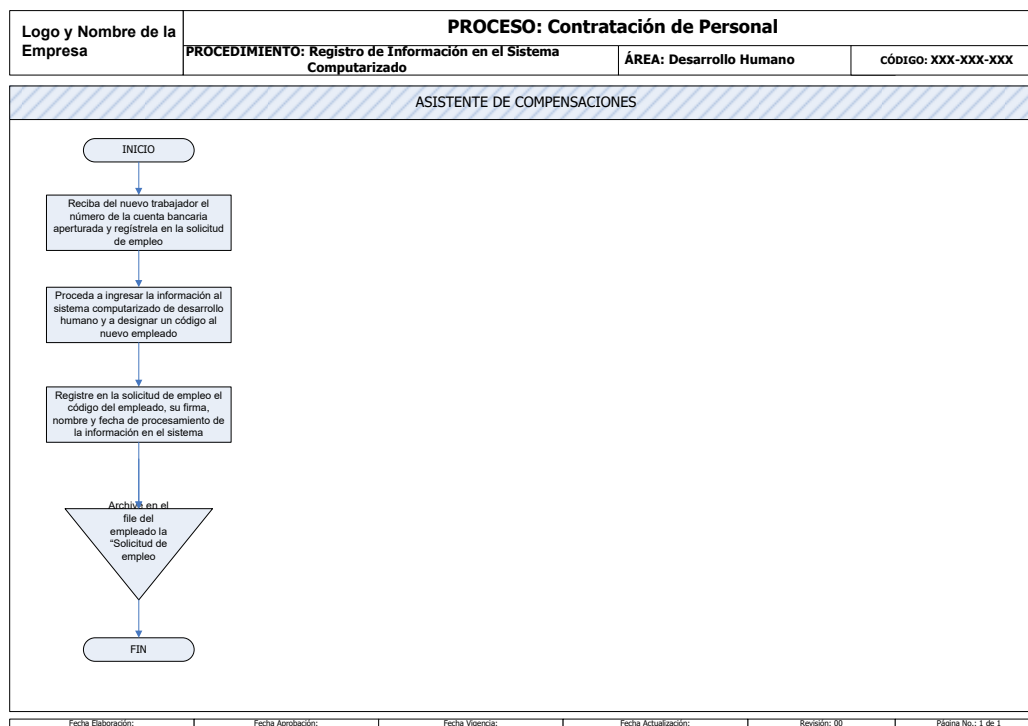 Logo y Nombre de la
Empresa
PROCESO: Contratación de Personal
PROCEDIMIENTO: Registro de Información en el Sistema
Computarizado
ÁREA: Desarrollo Humano
CÓDIGO: XXX-XXX-XXX
ASISTENTE DE COMPENSACIONES
INICIO
Reciba del nuevo trabajador el
número de la cuenta bancaria
aperturada y regístrela en la solicitud
de empleo
Proceda a ingresar la información al
sistema computarizado de desarrollo
humano y a designar un código al
nuevo empleado
Registre en la solicitud de empleo el
código del empleado, su firma,
nombre y fecha de procesamiento de
la información en el sistema
Archive en el
file del
empleado la
“Solicitud de
empleo
FIN
Fecha Elaboración:
Fecha Aprobación:
Fecha Vigencia:
Fecha Actualización:
Revisión: 00
Página No.: 1 de 1